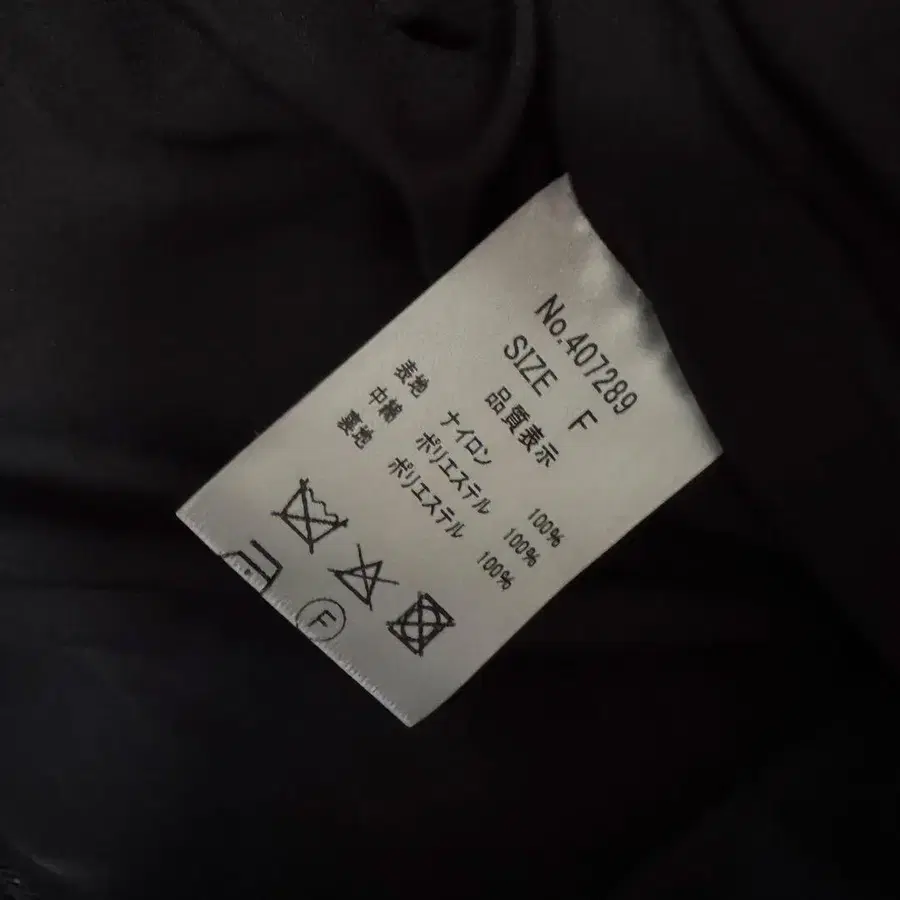 No.407289
SIZE F
品質表示
表地 ナイロン 100%
中綿 ポリエステル 100%
裏地 ポリエステル 100%
F